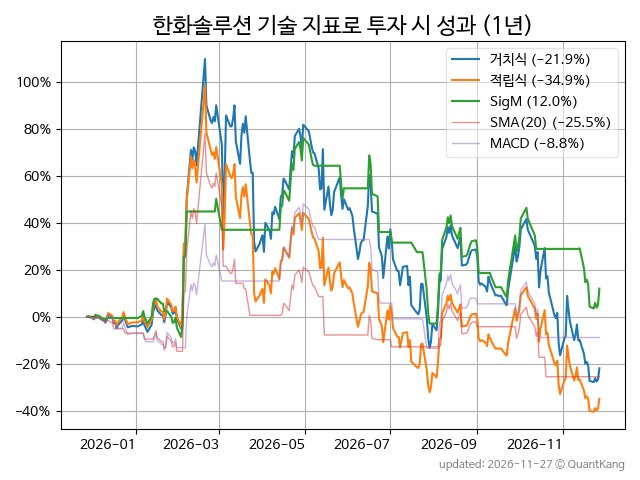 한화솔루션 기술 지표로 투자 시 성과 (1년)
거치식 (−21.9%)
적립식 (−34.9%)
SigM (12.0%)
SMA(20) (−25.5%)
MACD (−8.8%)
100%
80%
60%
40%
20%
0%
−20%
−40%
2026-01 2026-03 2026-05 2026-07 2026-09 2026-11
updated: 2026-11-27 © QuantKang